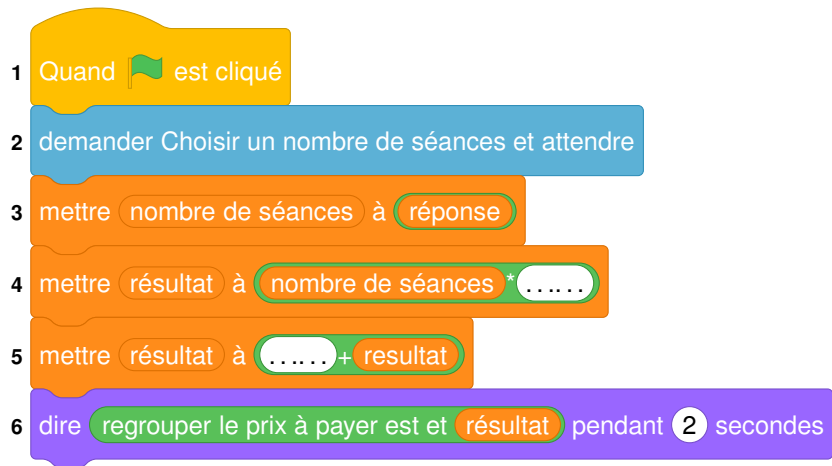 1 Quand est cliqué
2 demander Choisir un nombre de séances et attendre
3 mettre nombre de séances à réponse
4 mettre résultat à nombre de séances * ......
5 mettre résultat à ...... + resultat
6 dire regrouper le prix à payer est et résultat pendant 2 secondes